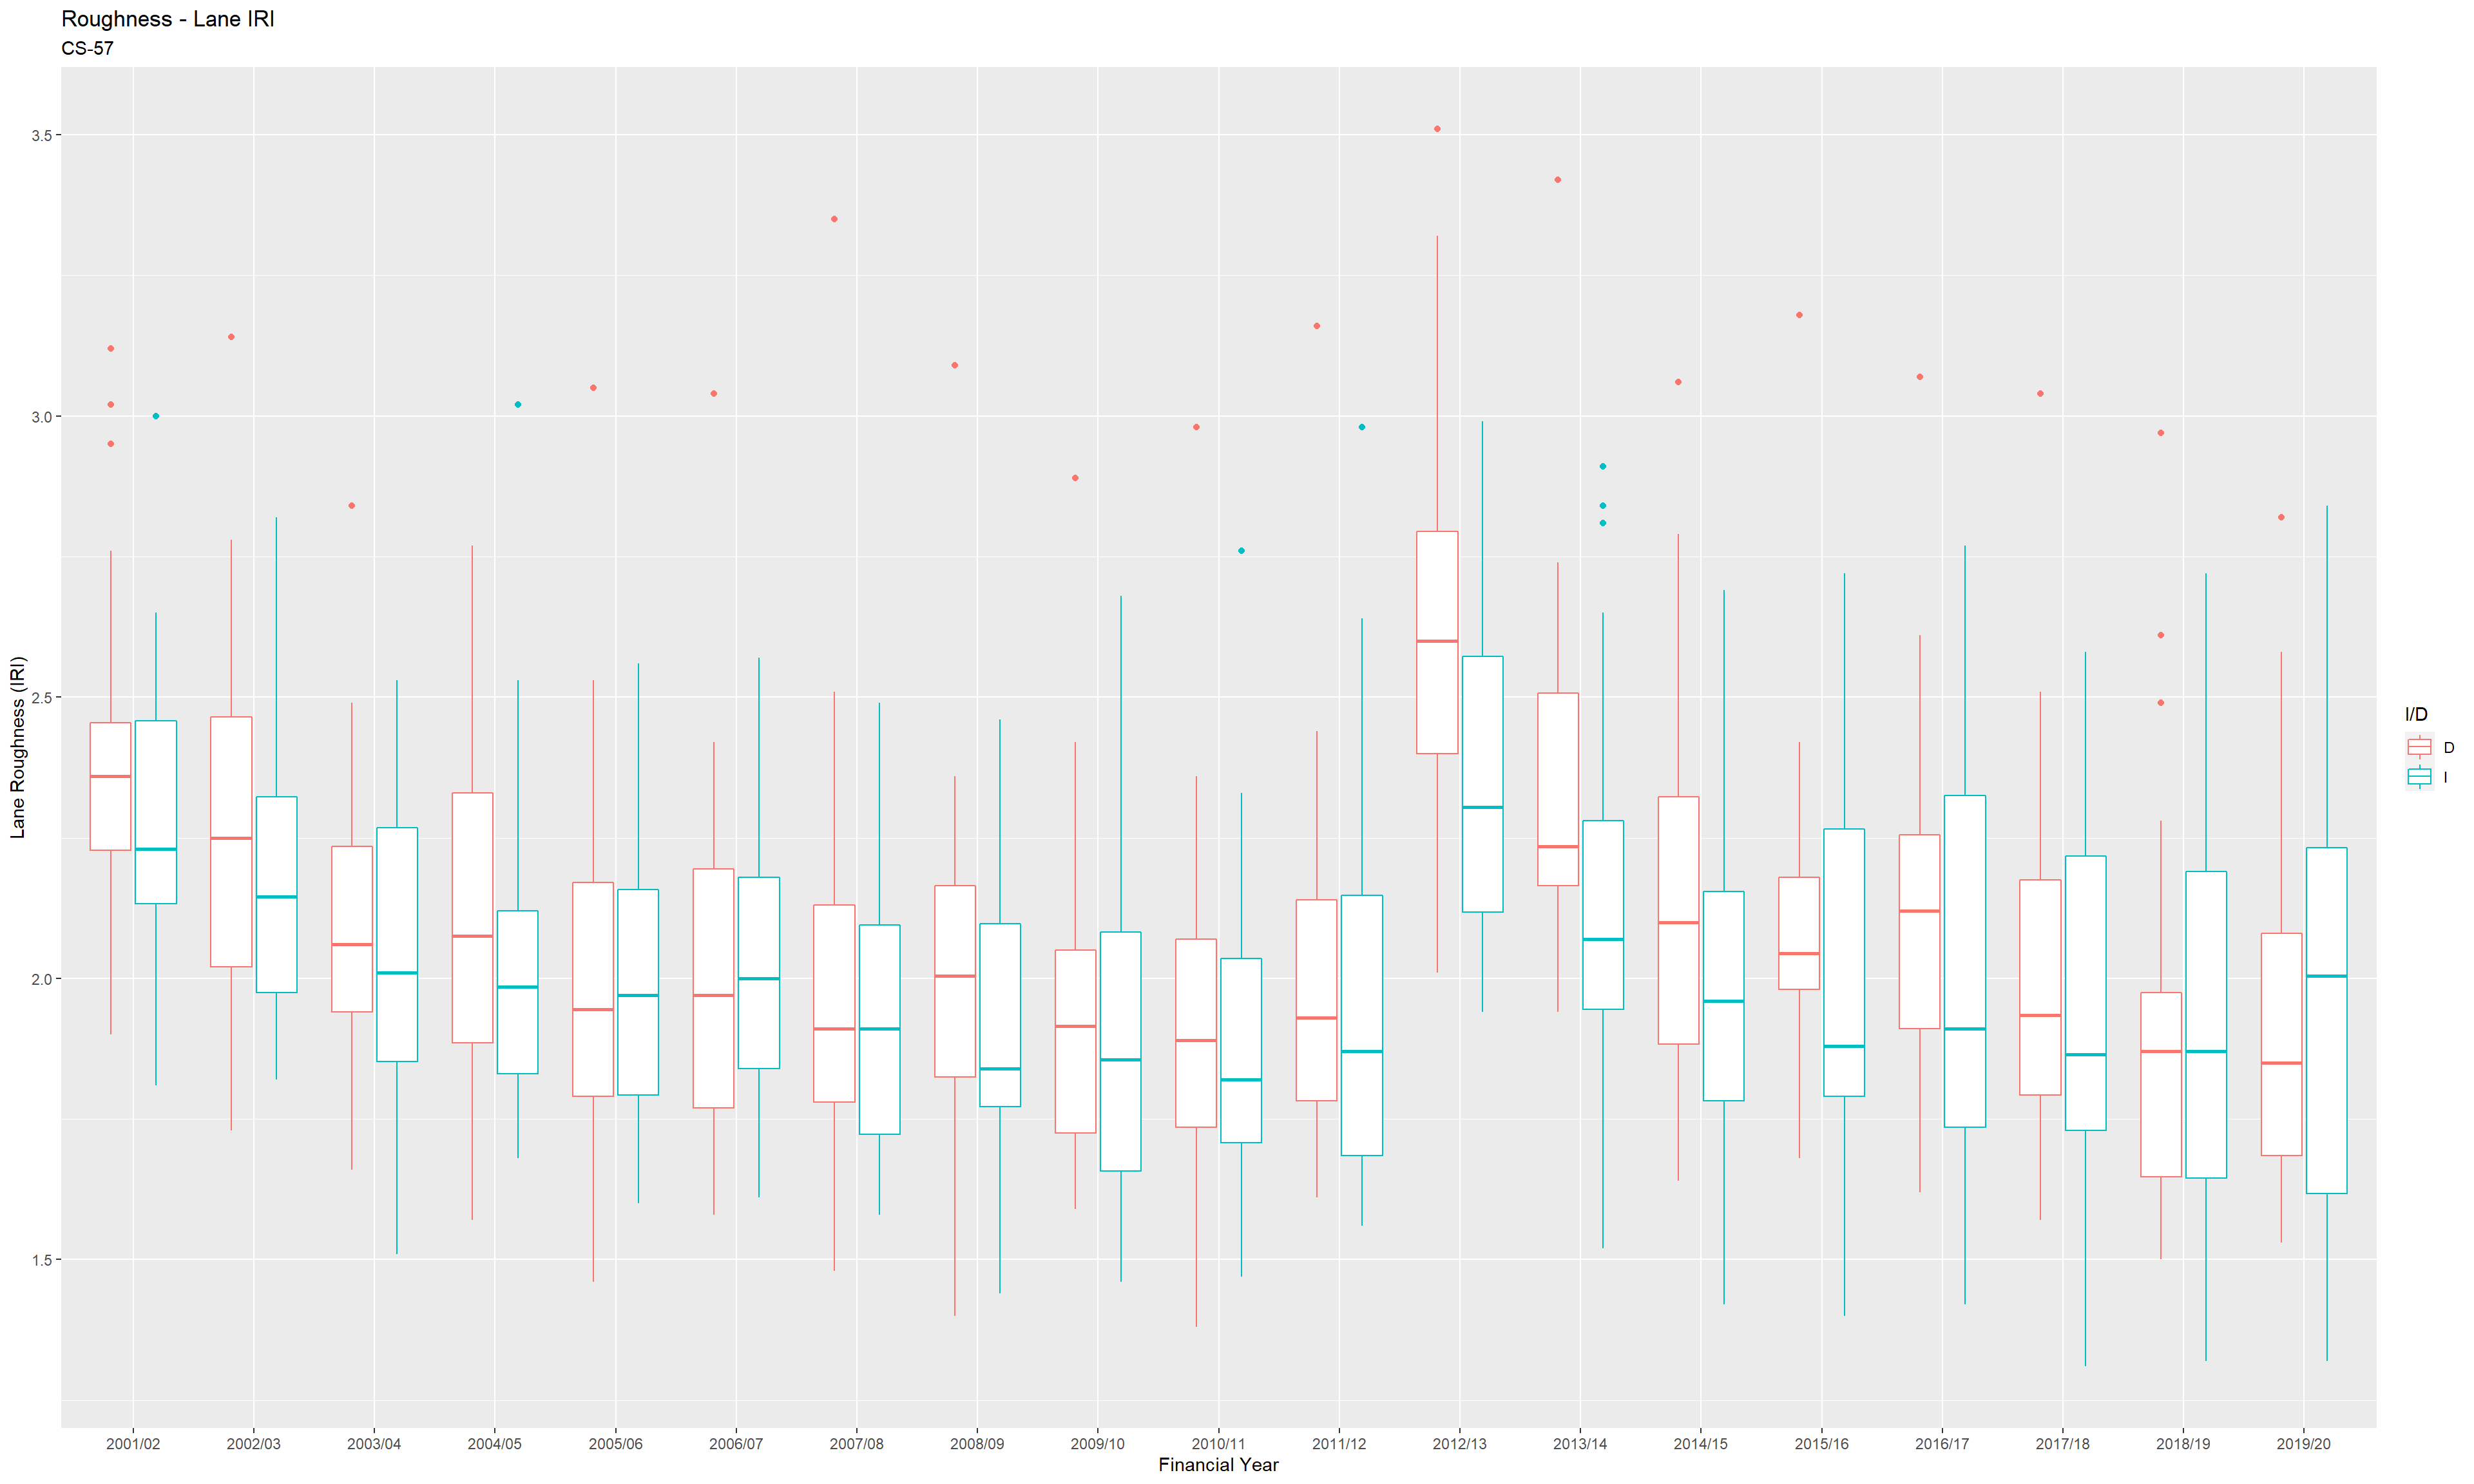 Roughness - Lane IRI
CS-57
Lane Roughness (IRI)
3.5
3.0
2.5
2.0
1.5
2001/02 2002/03 2003/04 2004/05 2005/06 2006/07 2007/08 2008/09 2009/10 2010/11 2011/12 2012/13 2013/14 2014/15 2015/16 2016/17 2017/18 2018/19 2019/20
Financial Year
I/D
D
I